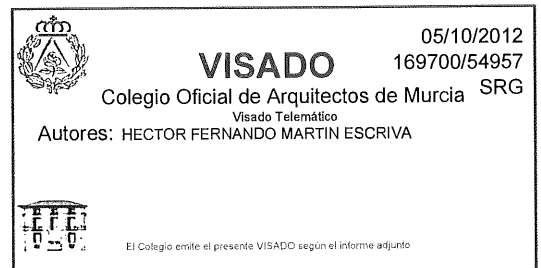 05/10/2012
VISADO 169700/54957
Colegio Oficial de Arquitectos de Murcia SRG
Visado Telemático
Autores: HECTOR FERNANDO MARTIN ESCRIVA
El Colegio emite el presente VISADO según el informe adjunto